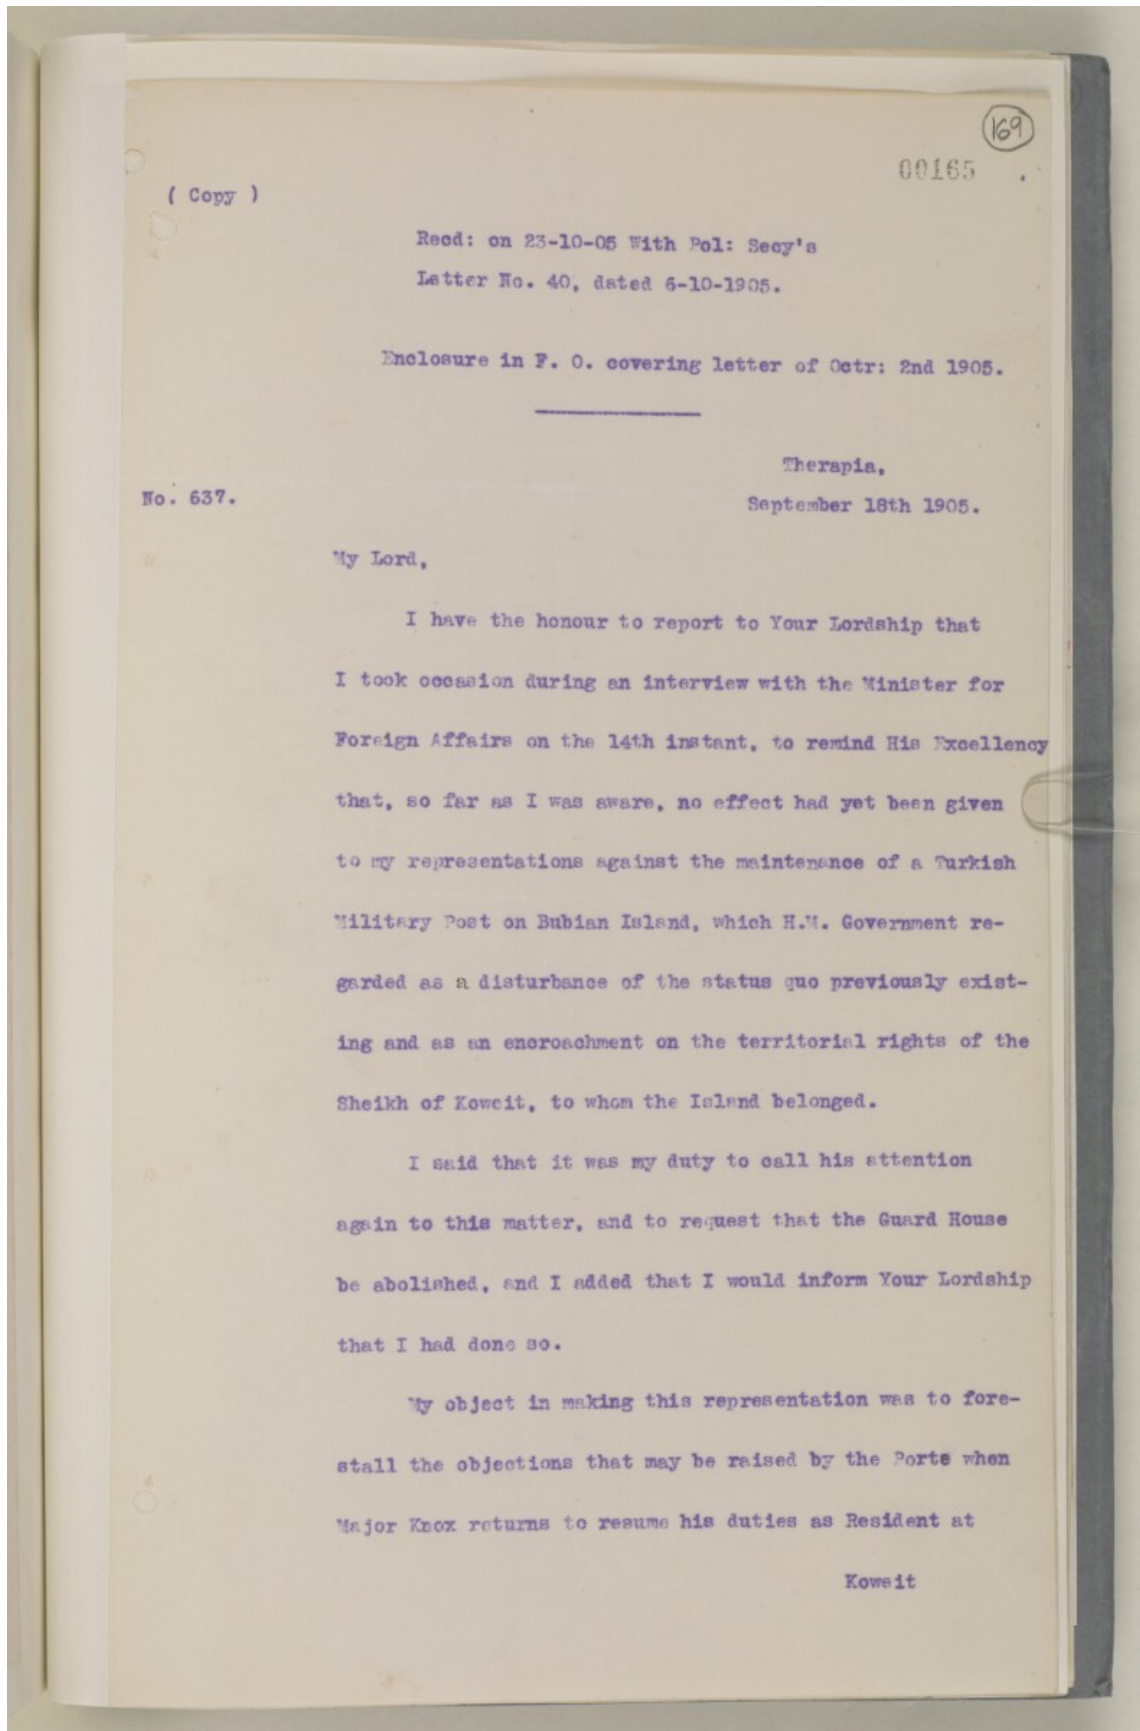 169
00165
( Copy )
Recd: on 23-10-05 With Pol: Secy's
Letter No. 40, dated 6-10-1905.
Enclosure in F. O. covering letter of Octr: 2nd 1905.
Therapia,
No. 637.
September 18th 1905.
My Lord,
I have the honour to report to Your Lordship that
I took occasion during an interview with the Minister for
Foreign Affairs on the 14th instant, to remind His Excellency
that, so far as I was aware, no effect had yet been given
to my representations against the maintenance of a Turkish
Military Post on Bubian Island, which H.M. Government re-
garded as a disturbance of the status quo previously exist-
ing and as an encroachment on the territorial rights of the
Sheikh of Koweit, to whom the Island belonged.
I said that it was my duty to call his attention
again to this matter, and to request that the Guard House
be abolished, and I added that I would inform Your Lordship
that I had done so.
My object in making this representation was to fore-
stall the objections that may be raised by the Porte when
Major Knox returns to resume his duties as Resident at
Koweit